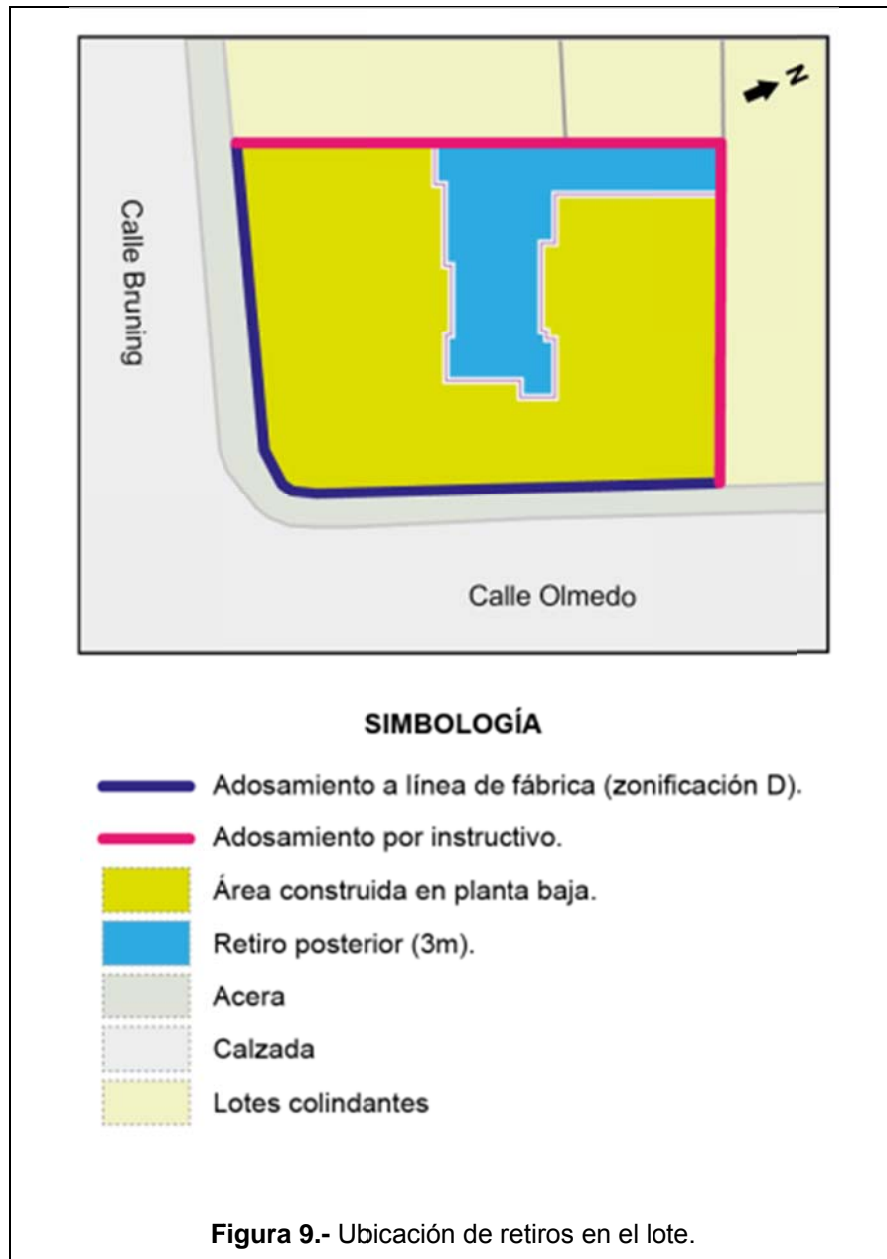 N
Calle Bruning
Calle Olmedo
SIMBOLOGÍA
Adosamiento a línea de fábrica (zonificación D).
Adosamiento por instructivo.
Área construida en planta baja.
Retiro posterior (3m).
Acera
Calzada
Lotes colindantes
Figura 9.- Ubicación de retiros en el lote.